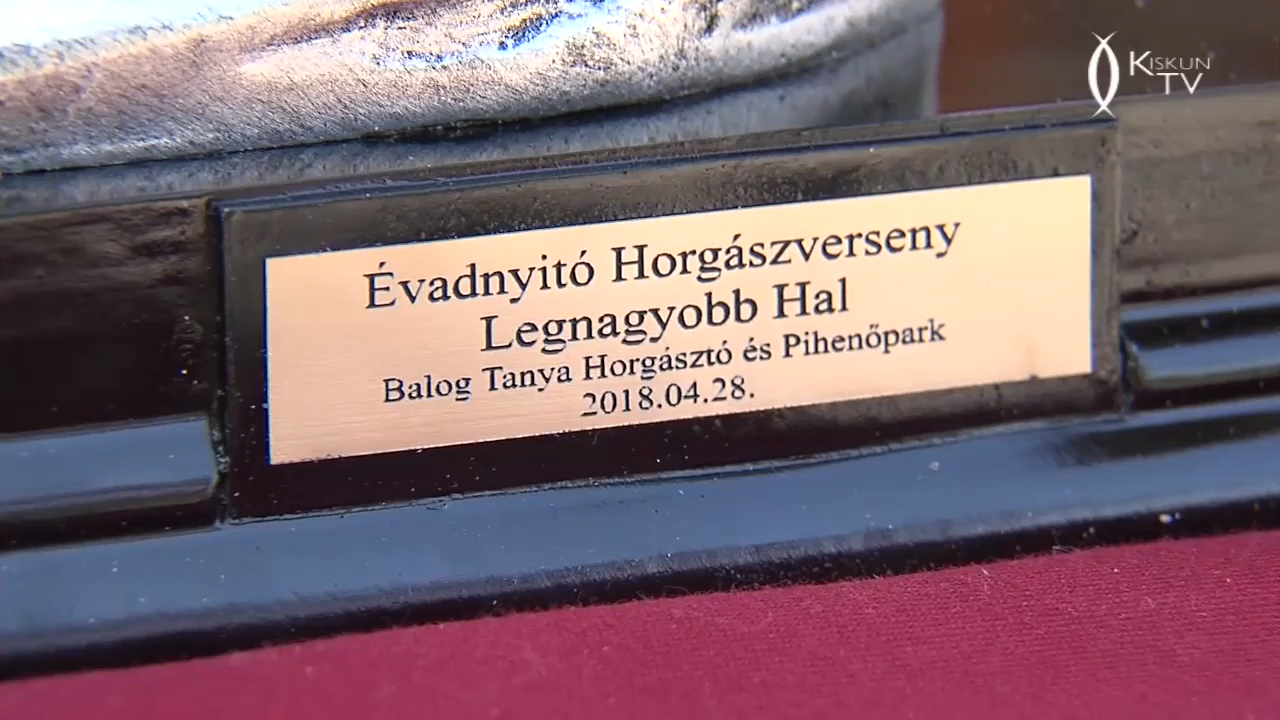 KISKUN
TV
Évadnyitó Horgászverseny
Legnagyobb Hal
Balog Tanya Horgásztó és Pihenőpark
2018.04.28.